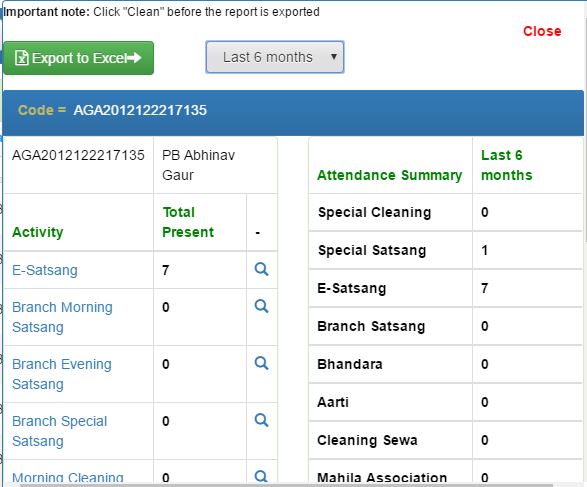 Important note: Click "Clean" before the report is exported
Close
Export to Excel
Last 6 months
Code = AGA2012122217135
AGA2012122217135 PB Abhinav
Gaur
Activity Total
Present -
E-Satsang 7
Branch Morning
Satsang 0
Branch Evening
Satsang 0
Branch Special
Satsang 0
Morning Cleaning 0
Attendance Summary Last 6
months
Special Cleaning 0
Special Satsang 1
E-Satsang 7
Branch Satsang 0
Bhandara 0
Aarti 0
Cleaning Sewa 0
Mahila Association 0